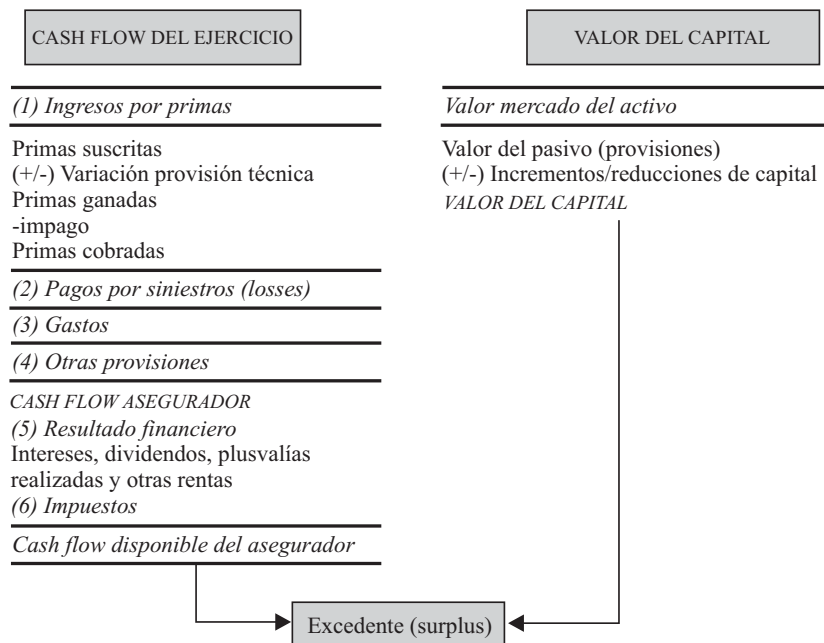 CASH FLOW DEL EJERCICIO
(1) Ingresos por primas
Primas suscritas
(+/-) Variación provisión técnica
Primas ganadas
-impago
Primas cobradas
(2) Pagos por siniestros (losses)
(3) Gastos
(4) Otras provisiones
CASH FLOW ASEGURADOR
(5) Resultado financiero
Intereses, dividendos, plusvalías
realizadas y otras rentas
(6) Impuestos
Cash flow disponible del asegurador
VALOR DEL CAPITAL
Valor mercado del activo
Valor del pasivo (provisiones)
(+/-) Incrementos/reducciones de capital
VALOR DEL CAPITAL
Excedente (surplus)